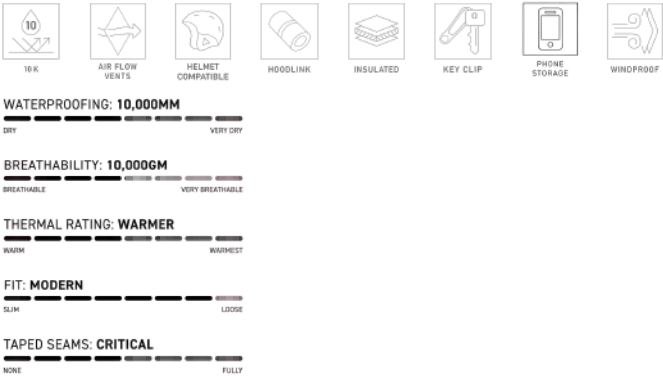 10
10 K
AIR FLOW
VENTS
HELMET
COMPATIBLE
HOODLINK
INSULATED
KEY CLIP
PHONE
STORAGE
WINDPROOF
WATERPROOFING: 10,000MM
DRY VERY DRY
BREATHABILITY: 10,000GM
BREATHABLE VERY BREATHABLE
THERMAL RATING: WARMER
WARM WARMEST
FIT: MODERN
SLIM LOOSE
TAPED SEAMS: CRITICAL
NONE FULLY